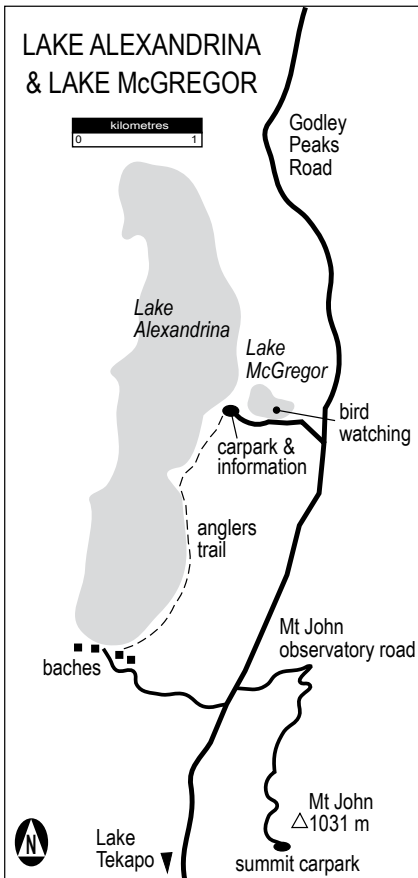 LAKE ALEXANDRINA
& LAKE McGREGOR
kilometres
0 1
Godley
Peaks
Road
Lake
Alexandrina
Lake
McGregor
bird
watching
carpark &
information
anglers
trail
Mt John
observatory road
baches
Mt John
1031 m
summit carpark
Lake
Tekapo
N